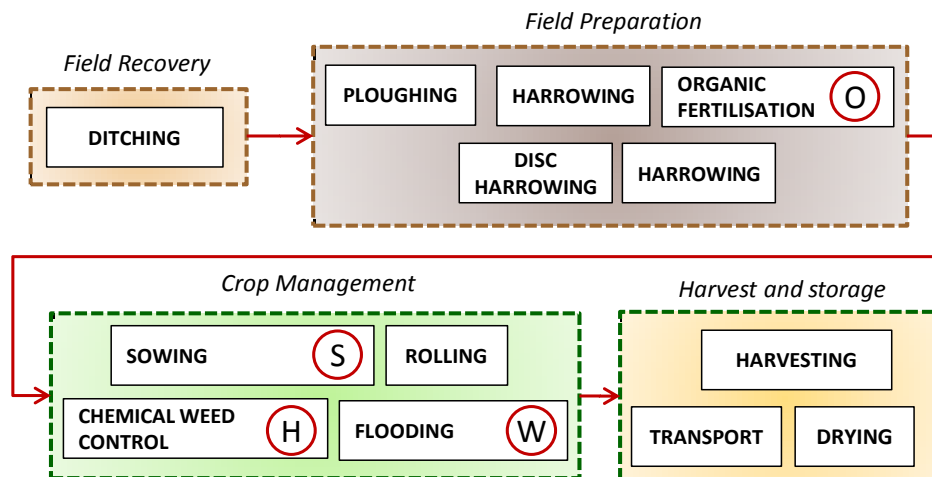 Field Preparation
Field Recovery
PLOUGHING
HARROWING
ORGANIC
FERTILISATION
O
DITCHING
DISC
HARROWING
HARROWING
Crop Management
Harvest and storage
SOWING
S
ROLLING
HARVESTING
CHEMICAL WEED
CONTROL
H
FLOODING
W
TRANSPORT
DRYING